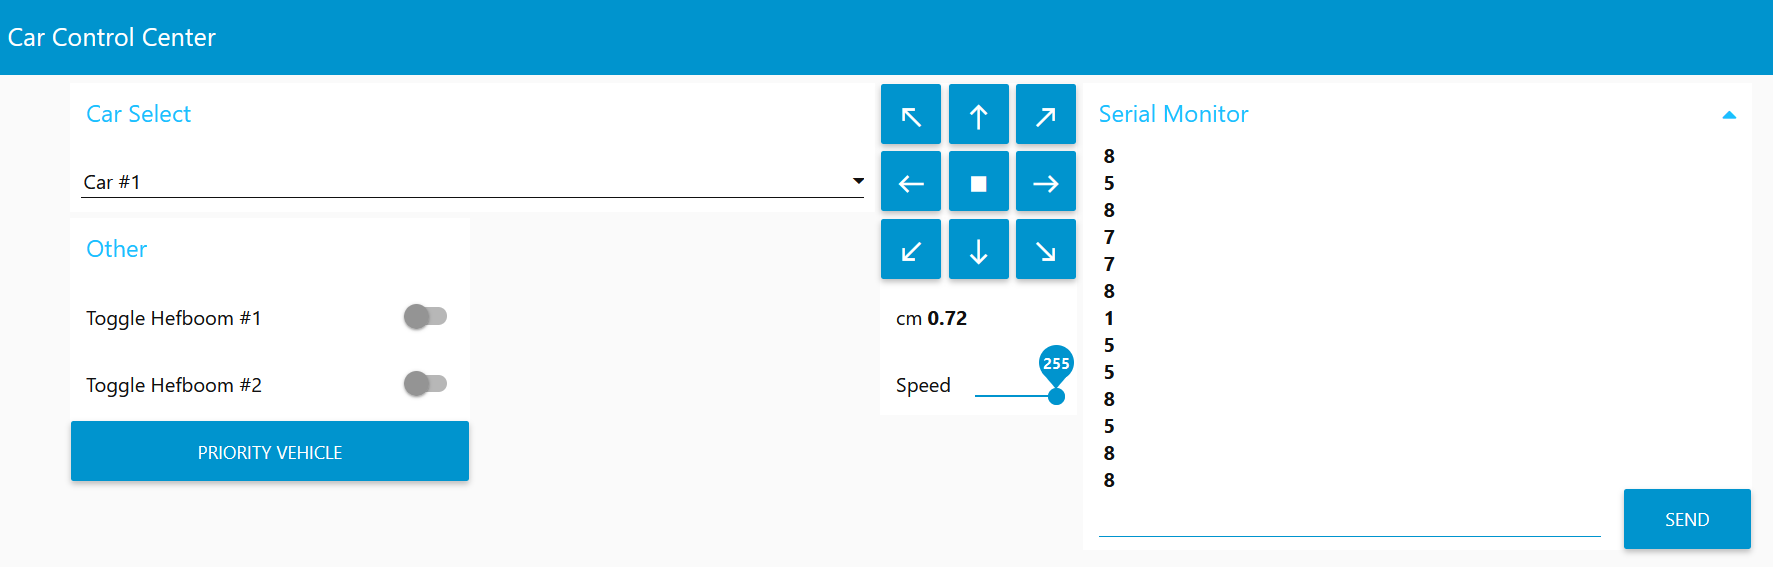 Car Control Center
Car Select
Car #1
Other
Toggle Hefboom #1
Toggle Hefboom #2
PRIORITY VEHICLE
cm 0.72
255
Speed
Serial Monitor
8
5
8
7
7
8
1
5
5
8
5
8
8
SEND